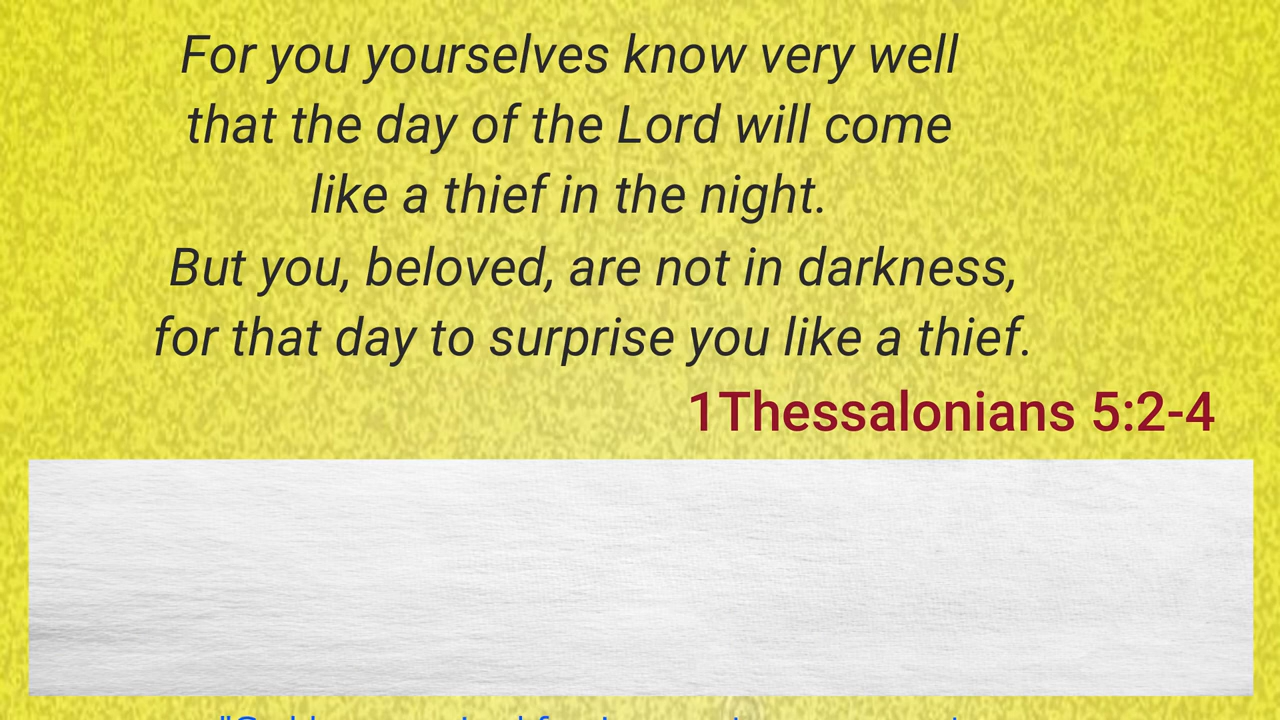 For you yourselves know very well
that the day of the Lord will come
like a thief in the night.
But you, beloved, are not in darkness,
for that day to surprise you like a thief.
1Thessalonians 5:2-4